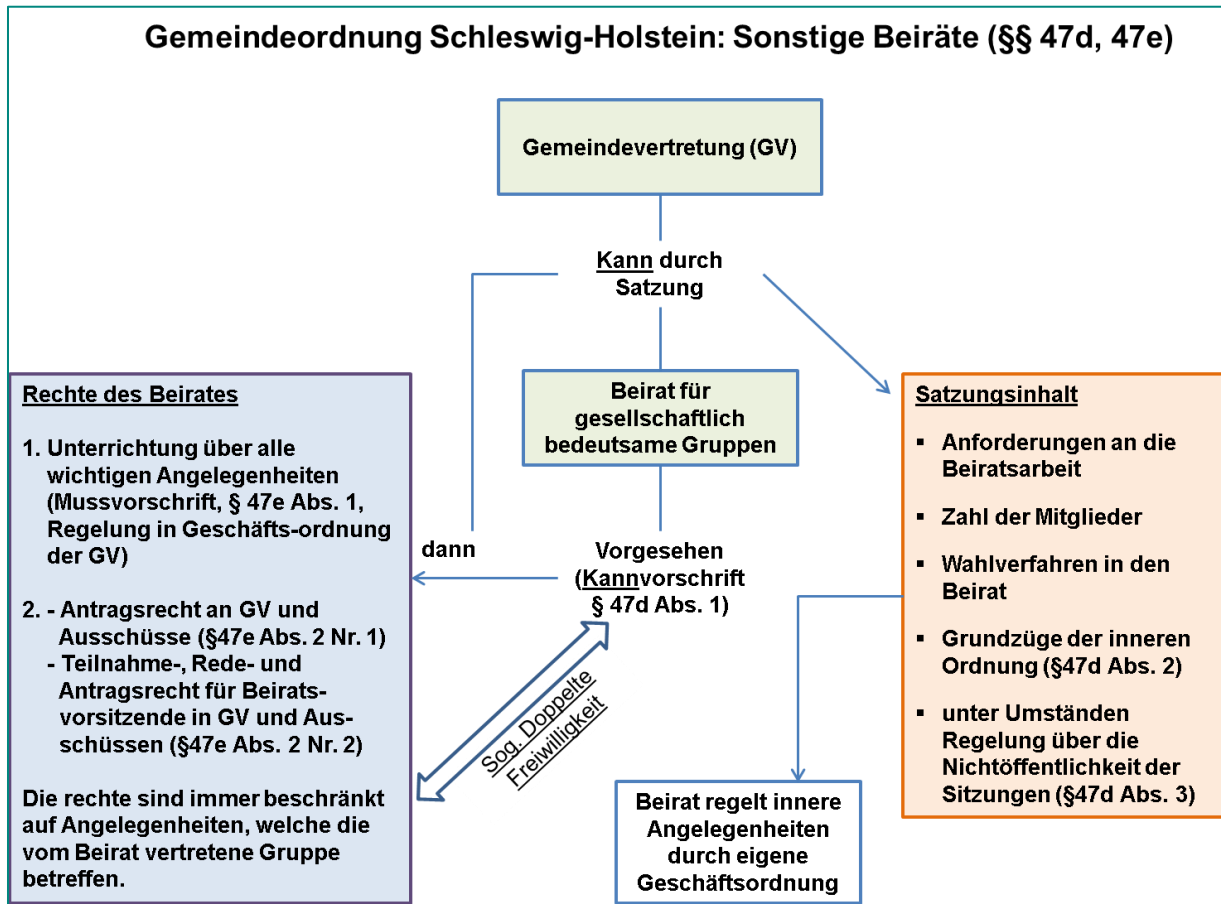 Gemeindeordnung Schleswig-Holstein: Sonstige Beiräte (§§ 47d, 47e)
Gemeindevertretung (GV)
Kann durch
Satzung
Beirat für
gesellschaftlich
bedeutsame Gruppen
dann
Vorgesehen
(Kannvorschrift
§ 47d Abs. 1)
Rechte des Beirates
1. Unterrichtung über alle
wichtigen Angelegenheiten
(Mussvorschrift, § 47e Abs. 1,
Regelung in Geschäfts-ordnung
der GV)
2. - Antragsrecht an GV und
Ausschüsse (§47e Abs. 2 Nr. 1)
- Teilnahme-, Rede- und
Antragsrecht für Beirats-
vorsitzende in GV und Aus-
schüssen (§47e Abs. 2 Nr. 2)
Die rechte sind immer beschränkt
auf Angelegenheiten, welche die
vom Beirat vertretene Gruppe
betreffen.
Sog. Doppelte
Freiwilligkeit
Satzungsinhalt
▪ Anforderungen an die
Beiratsarbeit
▪ Zahl der Mitglieder
▪ Wahlverfahren in den
Beirat
▪ Grundzüge der inneren
Ordnung (§47d Abs. 2)
▪ unter Umständen
Regelung über die
Nichtöffentlichkeit der
Sitzungen (§47d Abs. 3)
Beirat regelt innere
Angelegenheiten
durch eigene
Geschäftsordnung